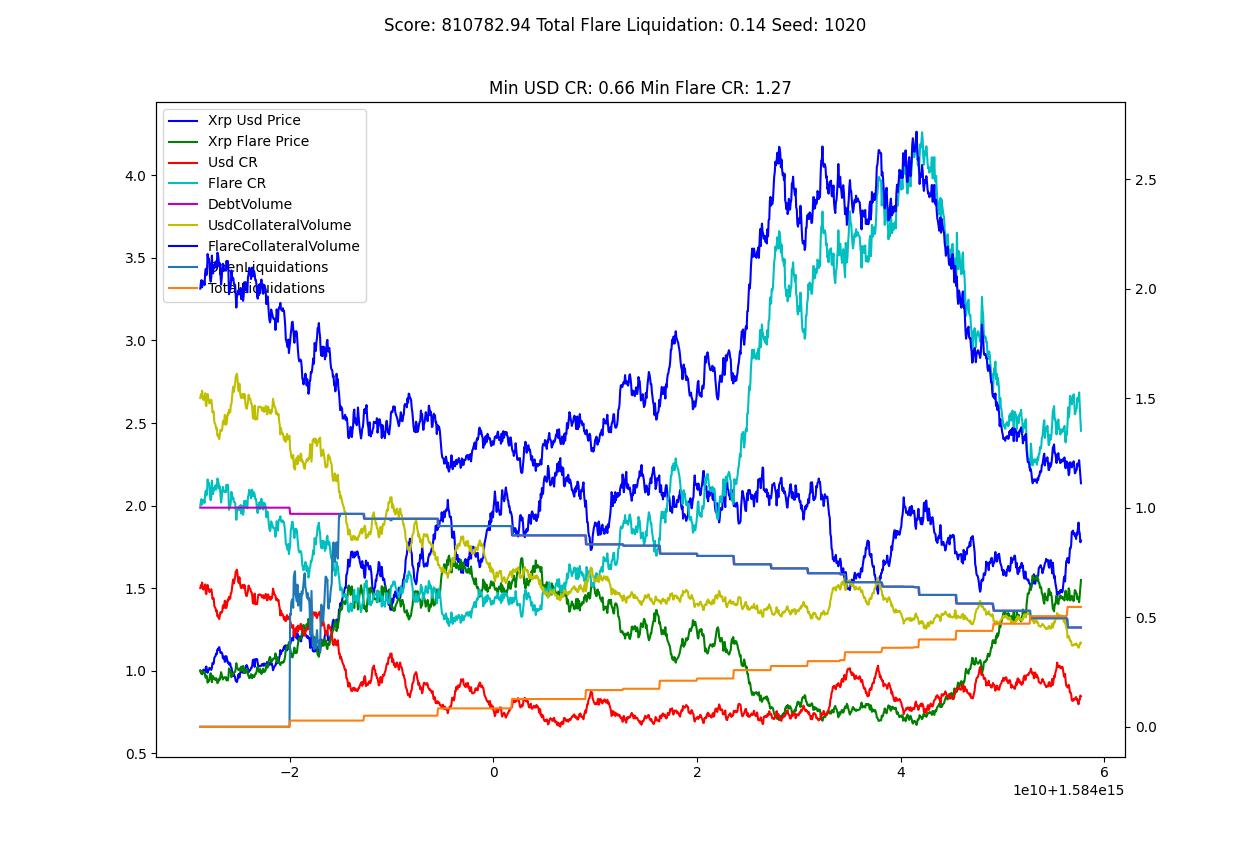 Score: 810782.94 Total Flare Liquidation: 0.14 Seed: 1020
Min USD CR: 0.66 Min Flare CR: 1.27
Xrp Usd Price
Xrp Flare Price
Usd CR
Flare CR
DebtVolume
UsdCollateralVolume
FlareCollateralVolume
OpenLiquidations
TotalLiquidations
4.0
3.5
3.0
2.5
2.0
1.5
1.0
0.5
2.5
2.0
1.5
1.0
0.5
0.0
−2 0 2 4 6
1e10+1.584e15